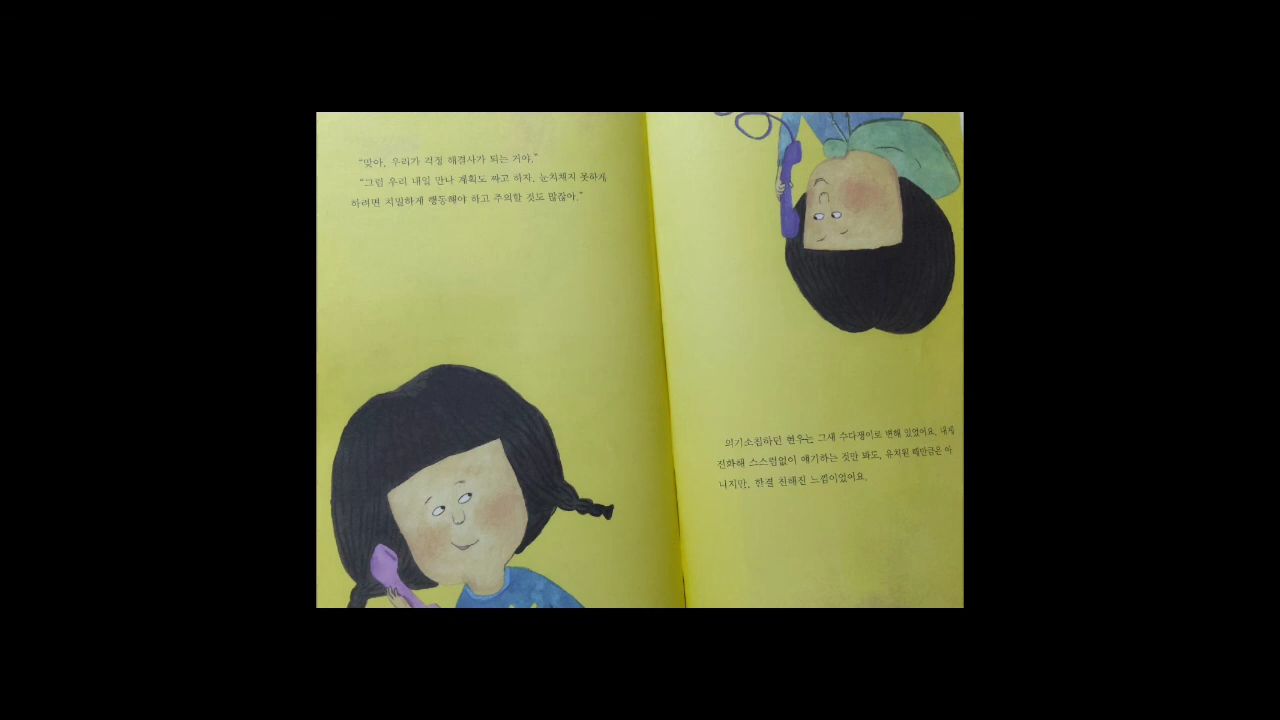 “맞아, 우리가 걱정 해결사가 되는 거야.”
“그럼 우리 내일 만나 계획도 짜고 하자. 눈치채지 못하게
하려면 치밀하게 행동해야 하고 주의할 것도 많잖아.”
의기소침하던 현우는 그새 수다쟁이로 변해 있었어요. 내게
전화해 스스럼없이 얘기하는 것만 봐도, 유치원 때만큼은 아
니지만, 한결 친해진 느낌이었어요.